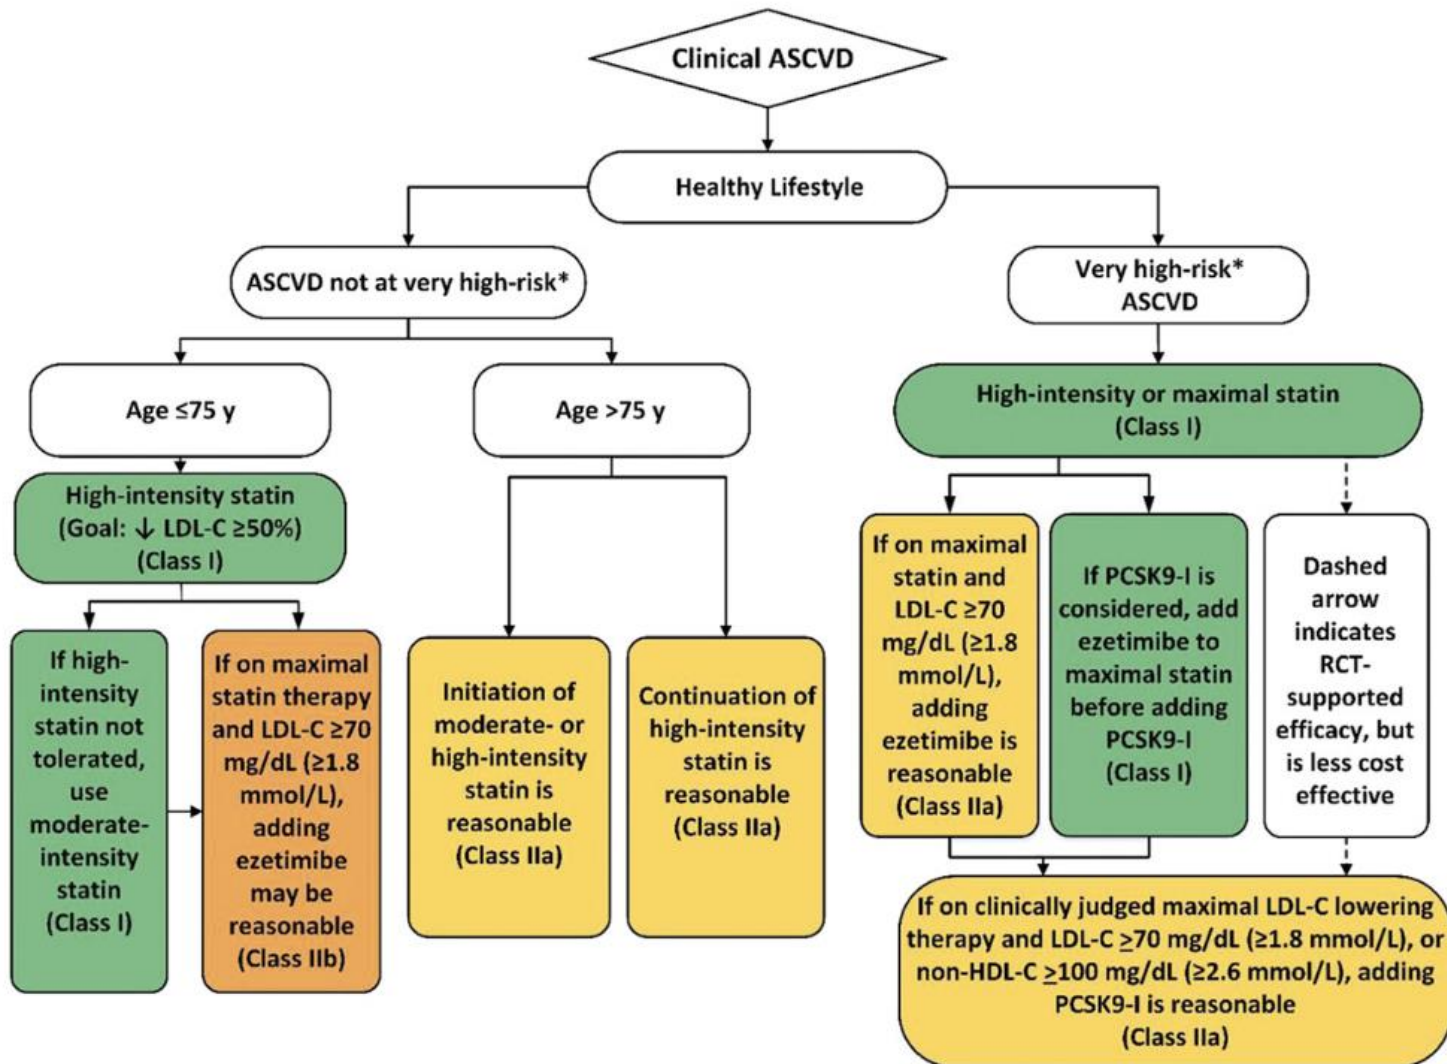 Clinical ASCVD
Healthy Lifestyle
ASCVD not at very high-risk*
Very high-risk*
ASCVD
Age ≤75 y
Age >75 y
High-intensity or maximal statin
(Class I)
High-intensity statin
(Goal: ↓ LDL-C ≥50%)
(Class I)
If high-
intensity
statin not
tolerated,
use
moderate-
intensity
statin
(Class I)
If on maximal
statin therapy
and LDL-C ≥70
mg/dL (≥1.8
mmol/L),
adding
ezetimibe
may be
reasonable
(Class IIb)
Initiation of
moderate- or
high-intensity
statin is
reasonable
(Class IIa)
Continuation of
high-intensity
statin is
reasonable
(Class IIa)
If on maximal
statin and
LDL-C ≥70
mg/dL (≥1.8
mmol/L),
adding
ezetimibe is
reasonable
(Class IIa)
If PCSK9-I is
considered, add
ezetimibe to
maximal statin
before adding
PCSK9-I
(Class I)
Dashed
arrow
indicates
RCT-
supported
efficacy, but
is less cost
effective
If on clinically judged maximal LDL-C lowering
therapy and LDL-C ≥70 mg/dL (≥1.8 mmol/L), or
non-HDL-C ≥100 mg/dL (≥2.6 mmol/L), adding
PCSK9-I is reasonable
(Class IIa)